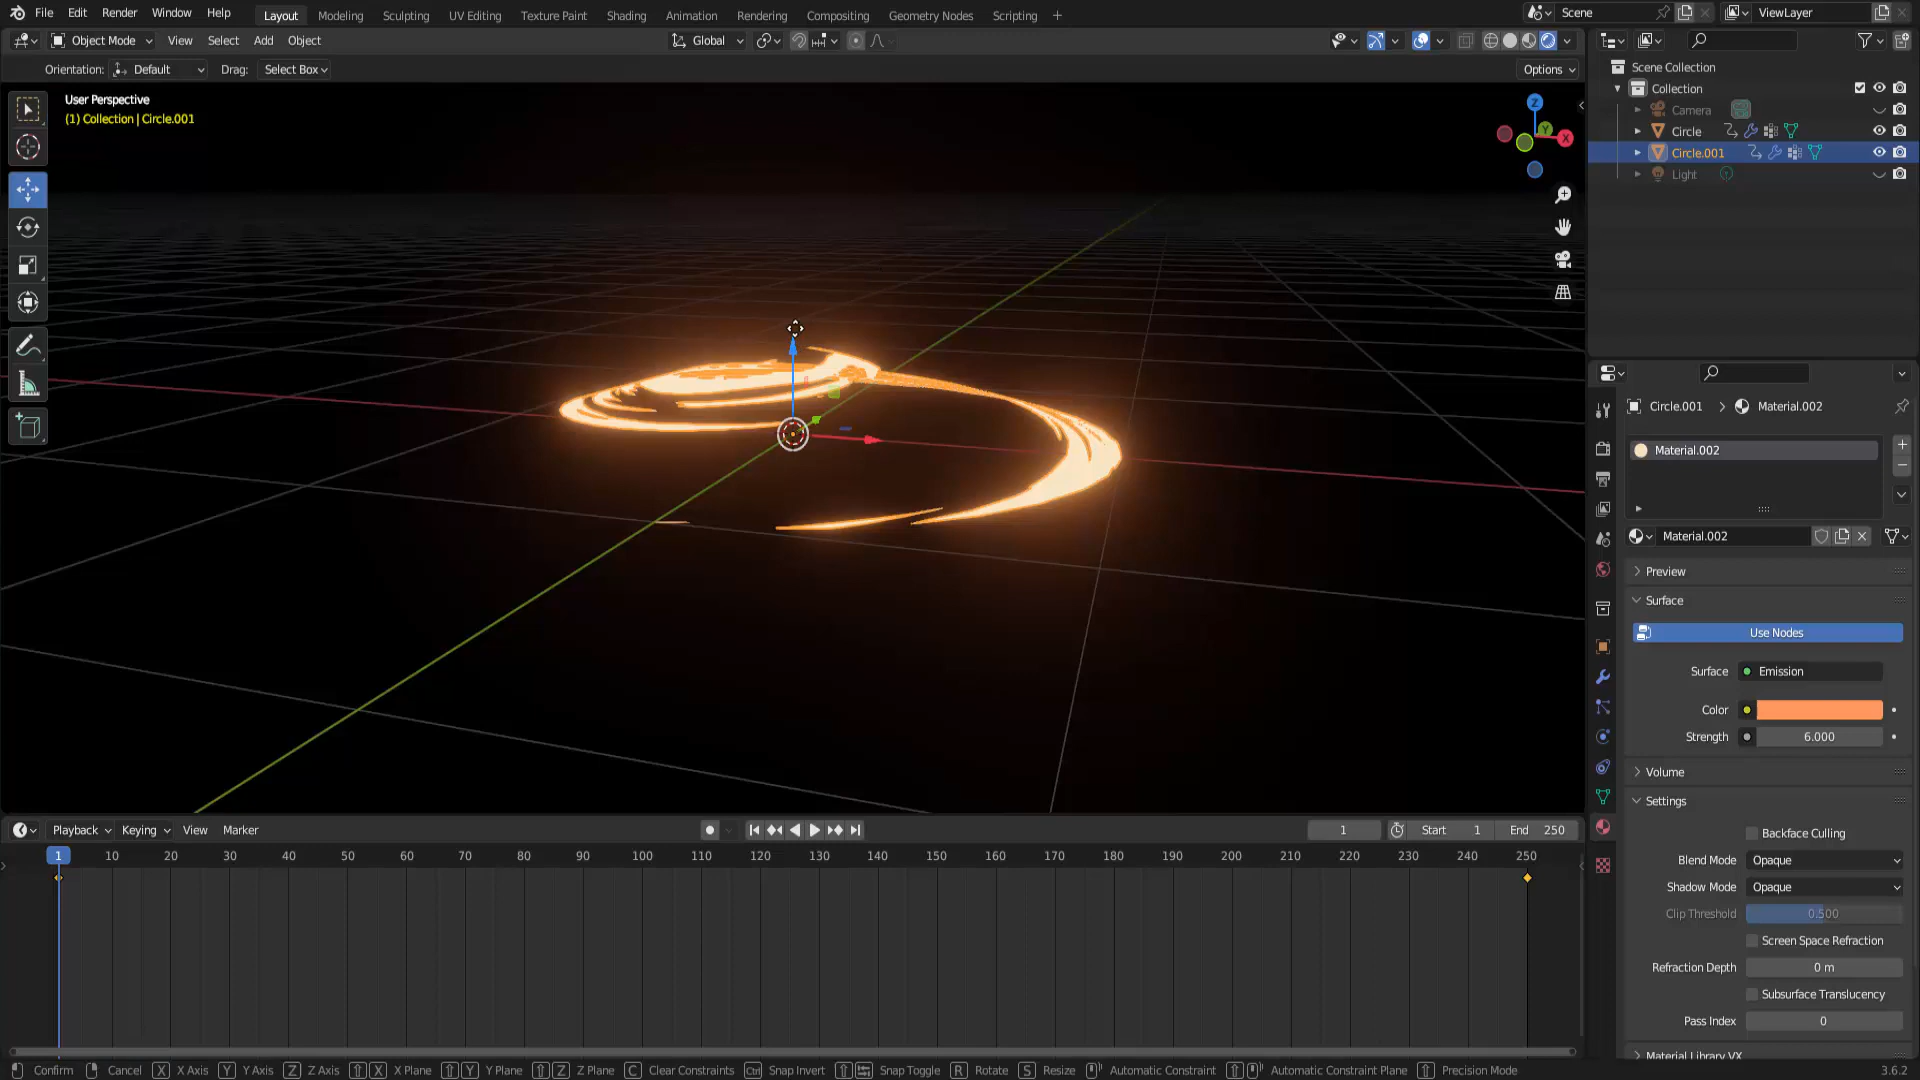 File Edit Render Window Help Layout Modeling Sculpting UV Editing Texture Paint Shading Animation Rendering Compositing Geometry Nodes Scripting + Scene ViewLayer
Object Mode View Select Add Object Global
Orientation: Default Drag: Select Box Options
User Perspective
(1) Collection | Circle.001
Z
Y
X
Scene Collection
Collection
Camera
Circle
Circle.001
Light
Circle.001 > Material.002
Material.002
Material.002
Preview
Surface
Use Nodes
Surface Emission
Color
Strength 6.000
Volume
Settings
Backface Culling
Blend Mode Opaque
Shadow Mode Opaque
Clip Threshold 0.500
Screen Space Refraction
Refraction Depth 0 m
Subsurface Translucency
Pass Index 0
Material Library VX
Playback Keying View Marker 1 Start 1 End 250
1 10 20 30 40 50 60 70 80 90 100 110 120 130 140 150 160 170 180 190 200 210 220 230 240 250
Confirm Cancel X X Axis Y Y Axis Z Z Axis X X Plane Y Y Plane Z Z Plane C Clear Constraints Ctrl Snap Invert Snap Toggle R Rotate S Resize Automatic Constraint Automatic Constraint Plane Precision Mode 3.6.2